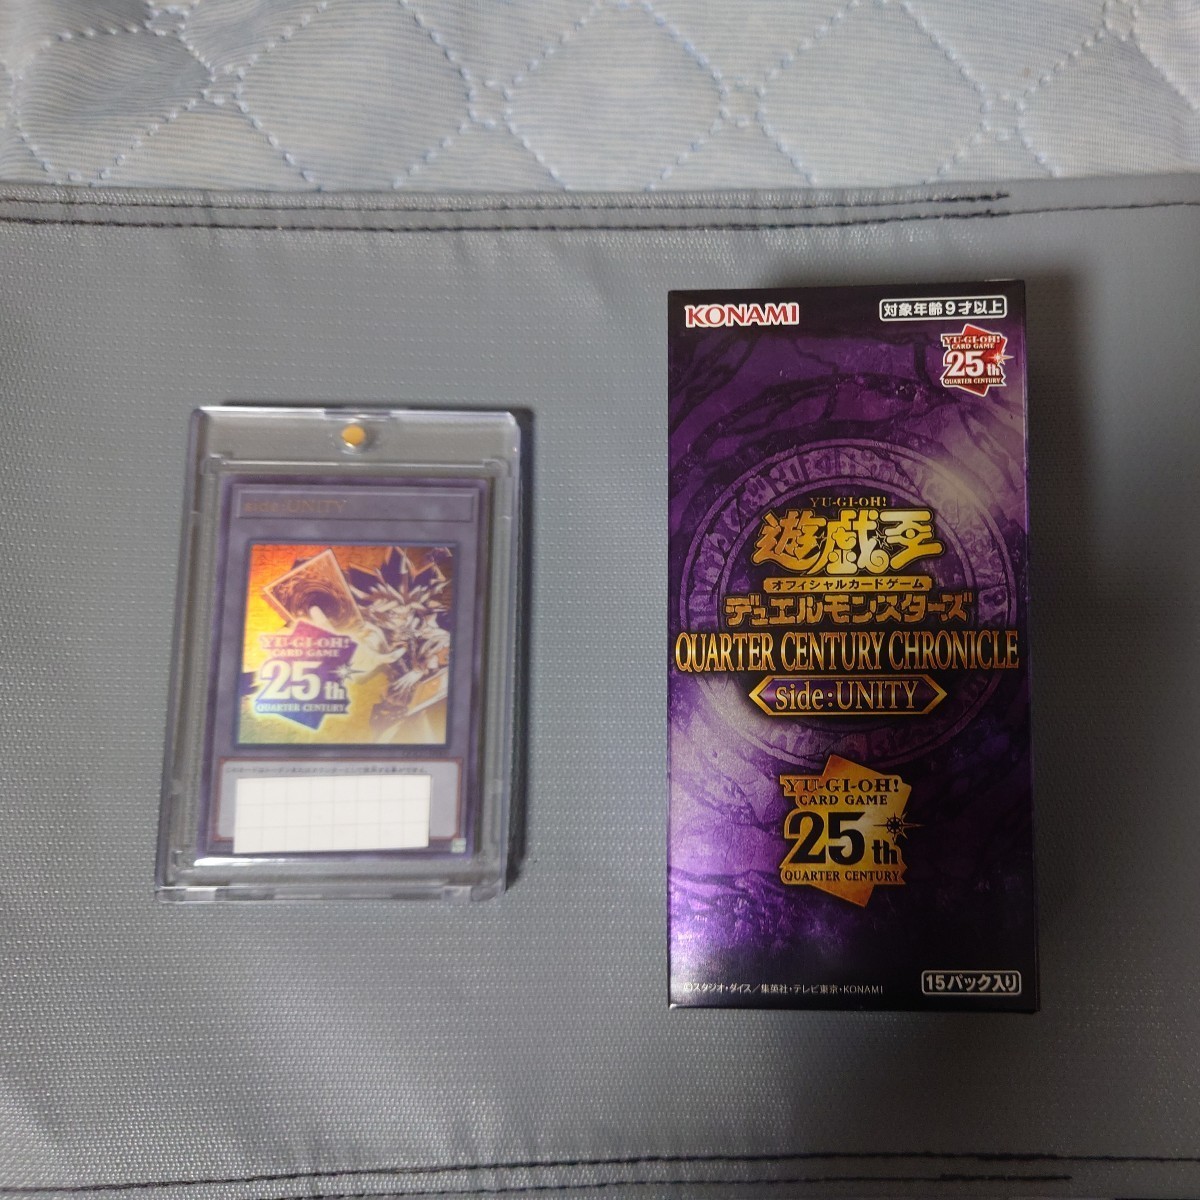 side:UNITY
YU-GI-OH!
CARD GAME
25th
QUARTER CENTURY
KONAMI
対象年齢9才以上
YU-GI-OH!
CARD GAME
25th
QUARTER CENTURY
YU-GI-OH!
遊戯王
オフィシャルカードゲーム
デュエルモンスターズ
QUARTER CENTURY CHRONICLE
side:UNITY
YU-GI-OH!
CARD GAME
25th
QUARTER CENTURY
©スタジオ・ダイス/集英社・テレビ東京・KONAMI
15パック入り